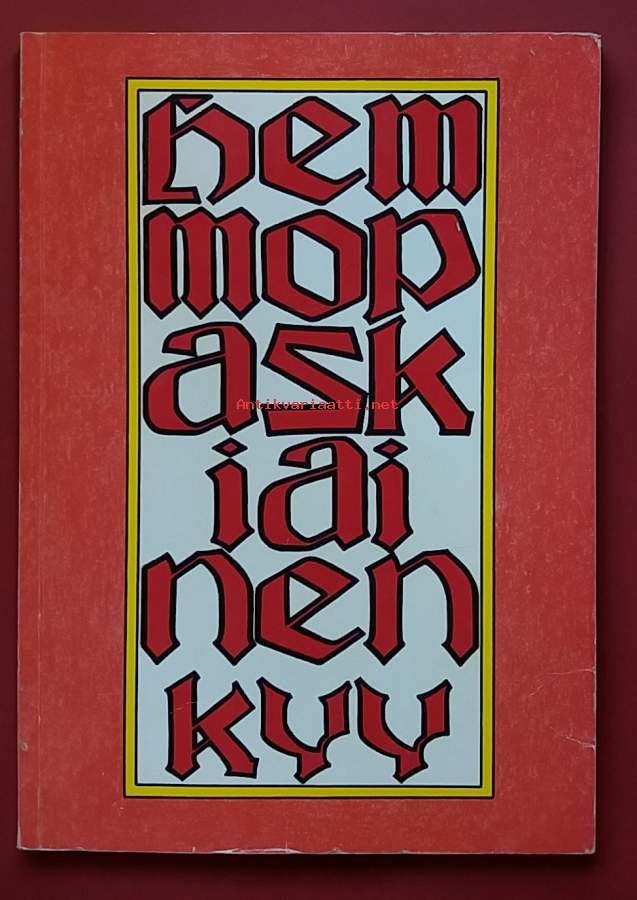 hem
mop
ask
Antikvariaatti.net
iai
nen
kyy